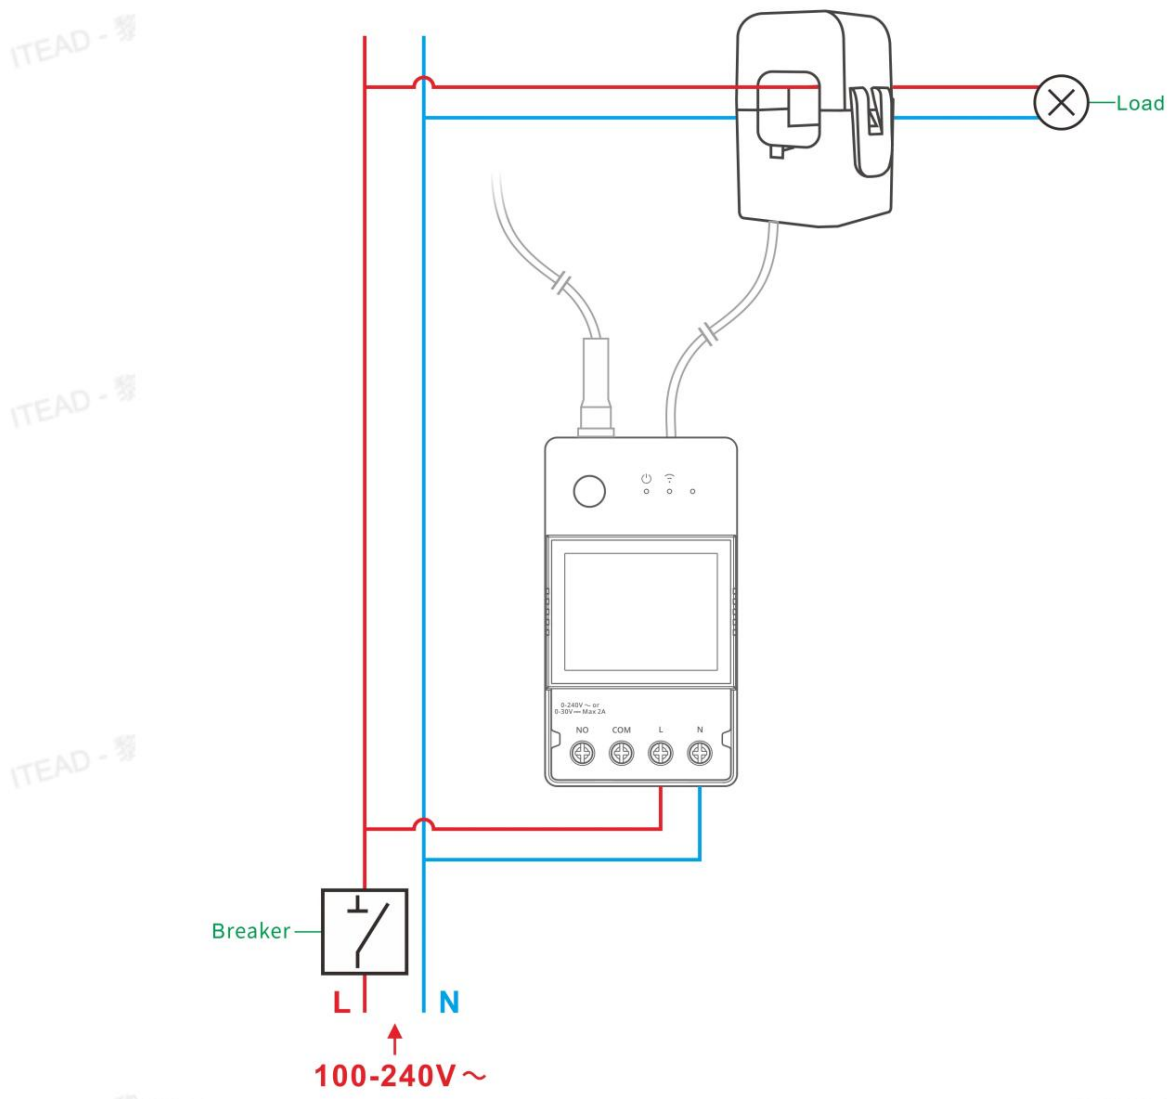 ITEAD -
Load
ITEAD -
0-240V ~ or
0-30V⎓Max.2A
NO COM L N
ITEAD -
Breaker
L N
100-240V ~